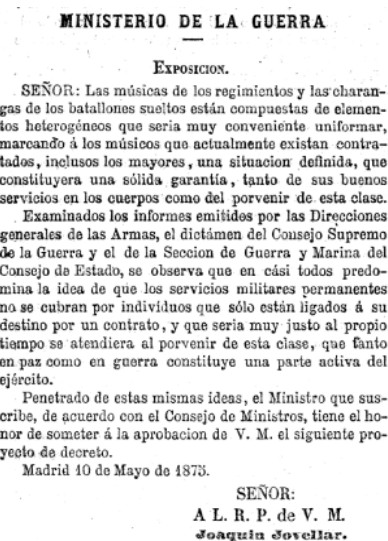 MINISTERIO DE LA GUERRA
EXPOSICION.
SEÑOR: Las músicas de los regimientos y las charan-
gas de los batallones sueltos están compuestas de elemen-
tos heterogéneos que seria muy conveniente uniformar,
marcando á los músicos que actualmente existan contra-
tados, inclusos los mayores, una situacion definida, que
constituyera una sólida garantía, tanto de sus buenos
servicios en los cuerpos como del porvenir de esta clase.
Examinados los informes emitidos por las Direcciones
generales de las Armas, el dictámen del Consejo Supremo
de la Guerra y el de la Seccion de Guerra y Marina del
Consejo de Estado, se observa que en cási todos predo-
mina la idea de que los servicios militares permanentes
no se cubran por indivíduos que sólo están ligados á su
destino por un contrato, y que seria muy justo al propio
tiempo se atendiera al porvenir de esta clase, que tanto
en paz como en guerra constituye una parte activa del
ejército.
Penetrado de estas mismas ideas, el Ministro que sus-
cribe, de acuerdo con el Consejo de Ministros, tiene el ho-
nor de someter á la aprobacion de V. M. el siguiente pro-
yecto de decreto.
Madrid 10 de Mayo de 1875.
SEÑOR:
A L. R. P. de V. M.
Joaquin Jovellar.